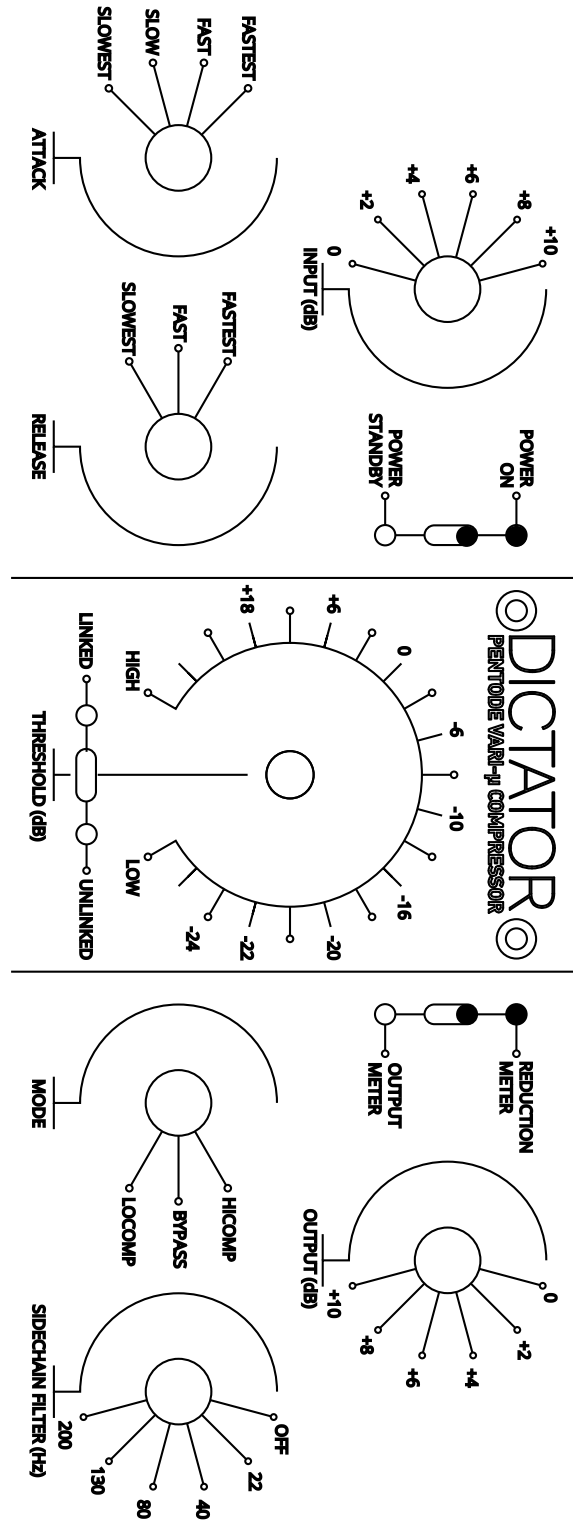 DICTATOR
PENTODE VARI-μ COMPRESSOR
+10
+8
+6
+4
+2
0
INPUT (dB)
POWER
ON
POWER
STANDBY
FASTEST
FAST
SLOW
SLOWEST
ATTACK
FASTEST
FAST
SLOWEST
RELEASE
HIGH
+18
+6
0
-6
-10
-16
-20
-22
-24
LOW
LINKED
THRESHOLD (dB)
UNLINKED
REDUCTION
METER
OUTPUT
METER
0
+2
+4
+6
+8
+10
OUTPUT (dB)
HICOMP
BYPASS
LOCOMP
MODE
OFF
22
40
80
130
200
SIDECHAIN FILTER (Hz)